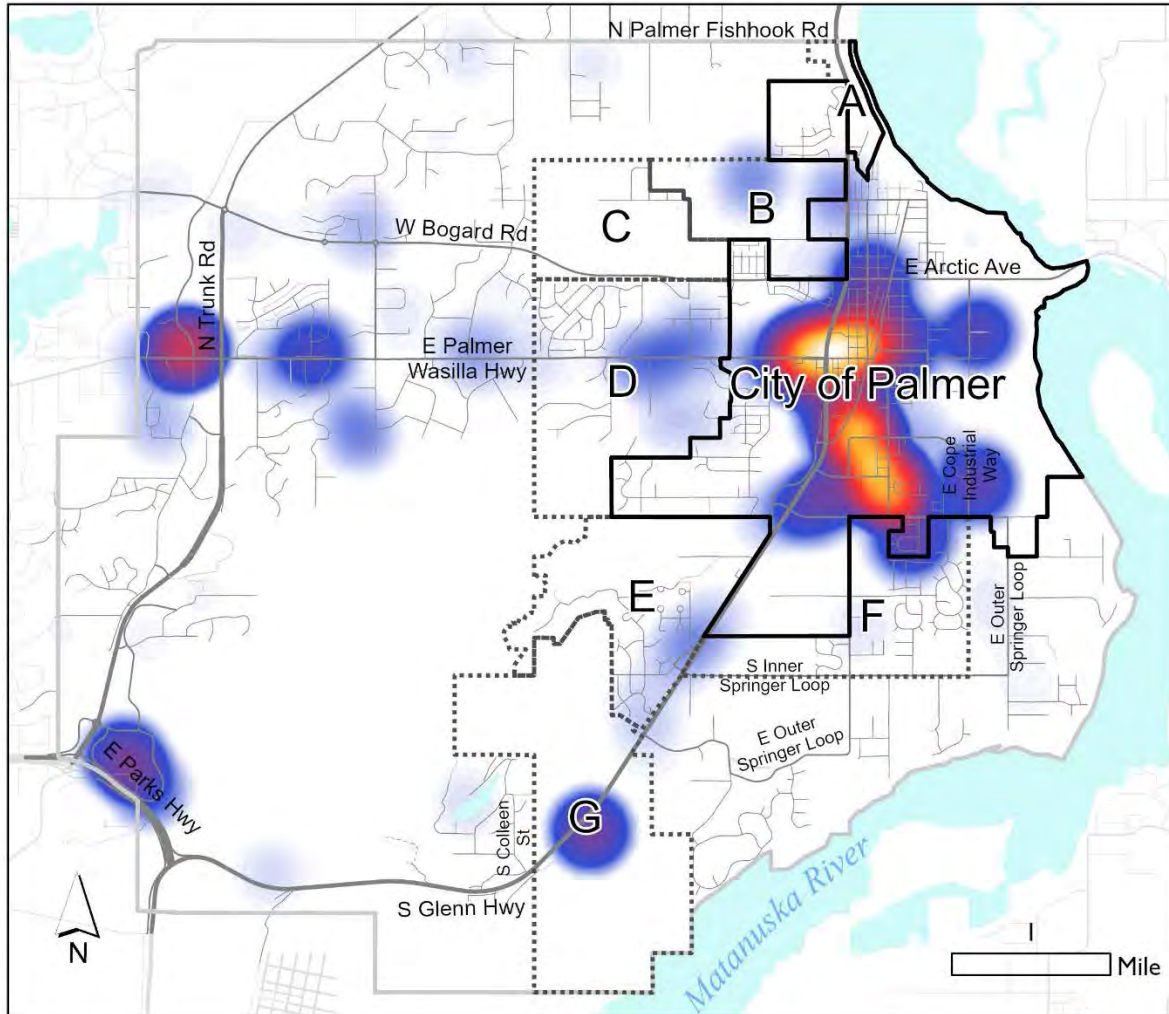 N Palmer Fishhook Rd
A
B
C
W Bogard Rd
E Arctic Ave
N Trunk Rd
E Palmer
Wasilla Hwy
D
City of Palmer
E Cope
Industrial
Way
E
F
E Outer
Springer Loop
S Inner
Springer Loop
E Outer
Springer Loop
E Parks Hwy
G
S Colleen
St
S Glenn Hwy
Matanuska River
N
1
Mile